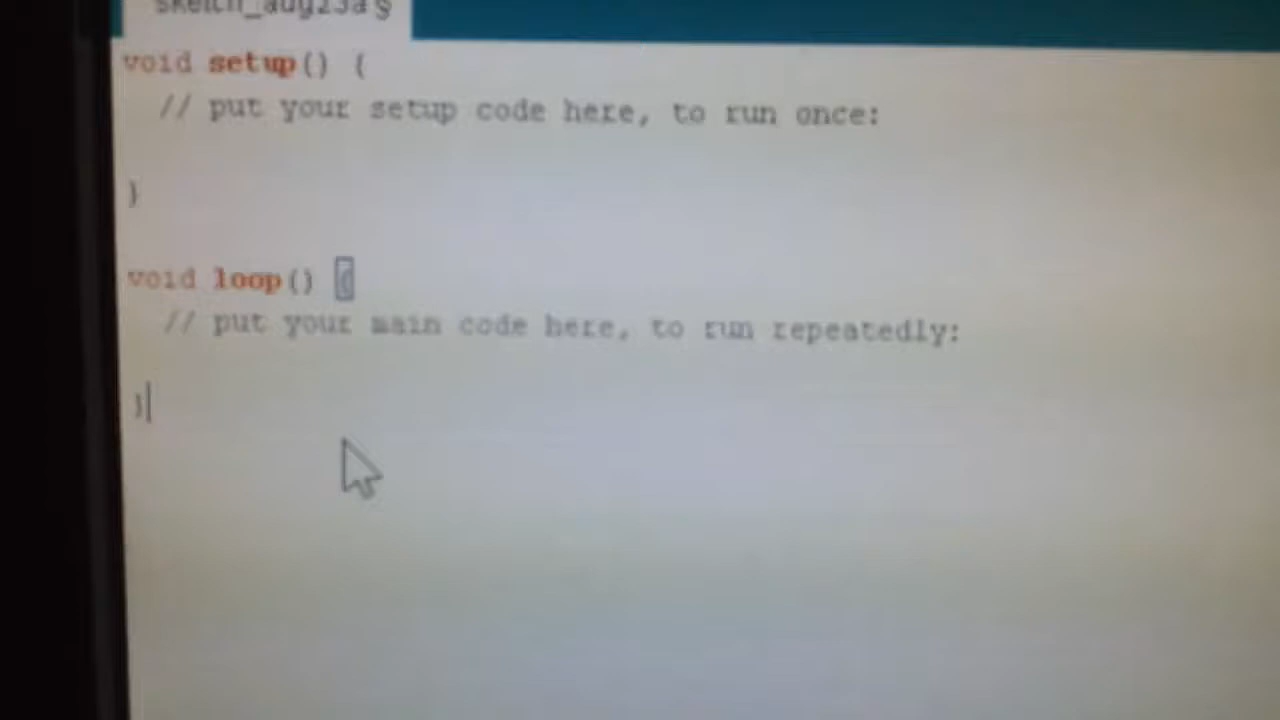 sketch_aug23a §
void setup() {
// put your setup code here, to run once:
}
void loop() {
// put your main code here, to run repeatedly:
}